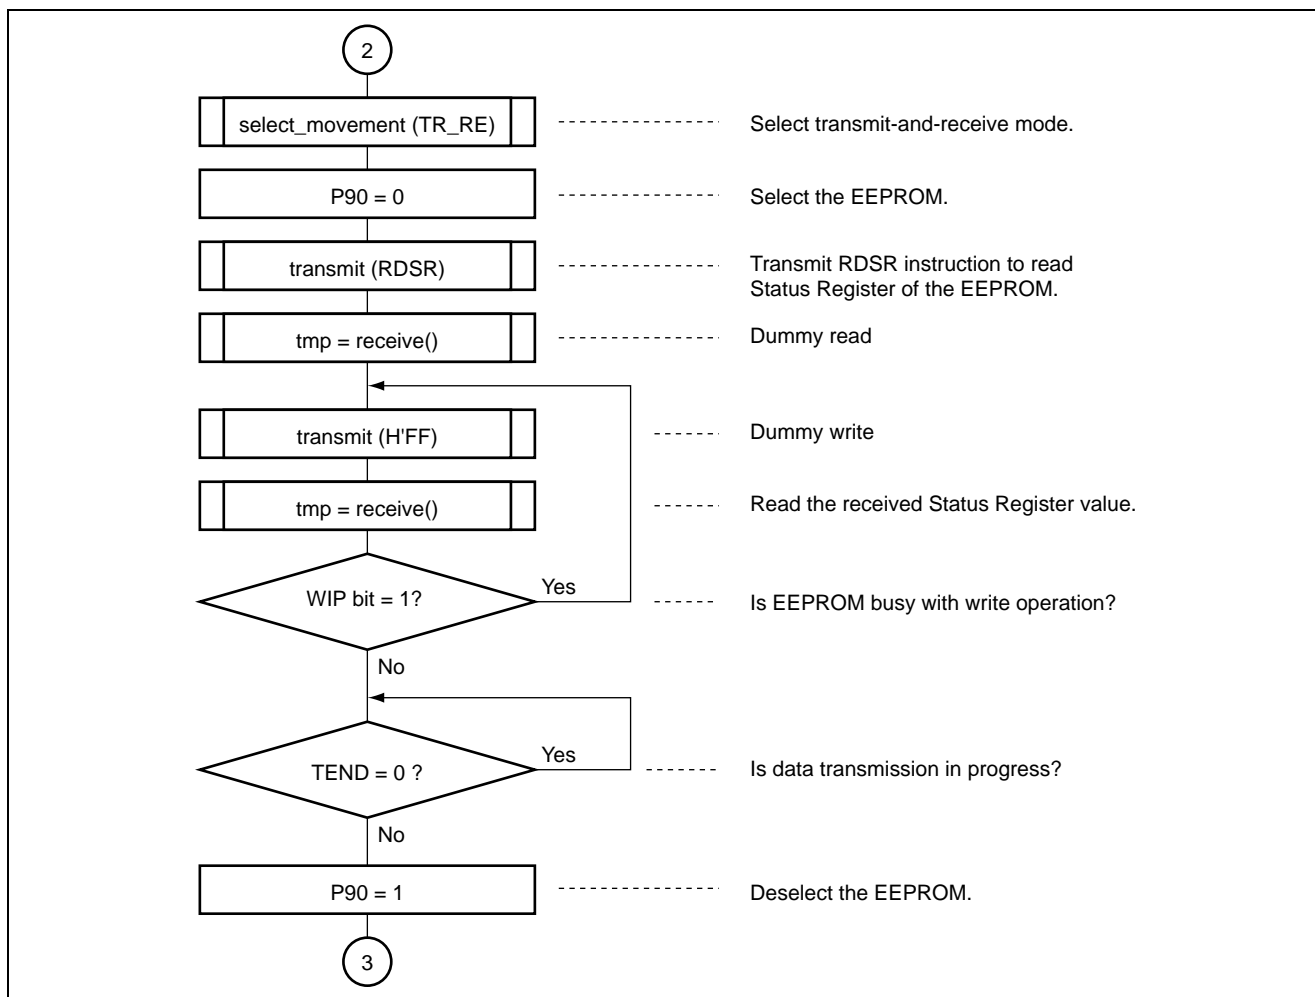 2
select_movement (TR_RE)
Select transmit-and-receive mode.
P90 = 0
Select the EEPROM.
transmit (RDSR)
Transmit RDSR instruction to read
Status Register of the EEPROM.
tmp = receive()
Dummy read
transmit (H'FF)
Dummy write
tmp = receive()
Read the received Status Register value.
WIP bit = 1?
Yes
Is EEPROM busy with write operation?
No
TEND = 0 ?
Yes
Is data transmission in progress?
No
P90 = 1
Deselect the EEPROM.
3